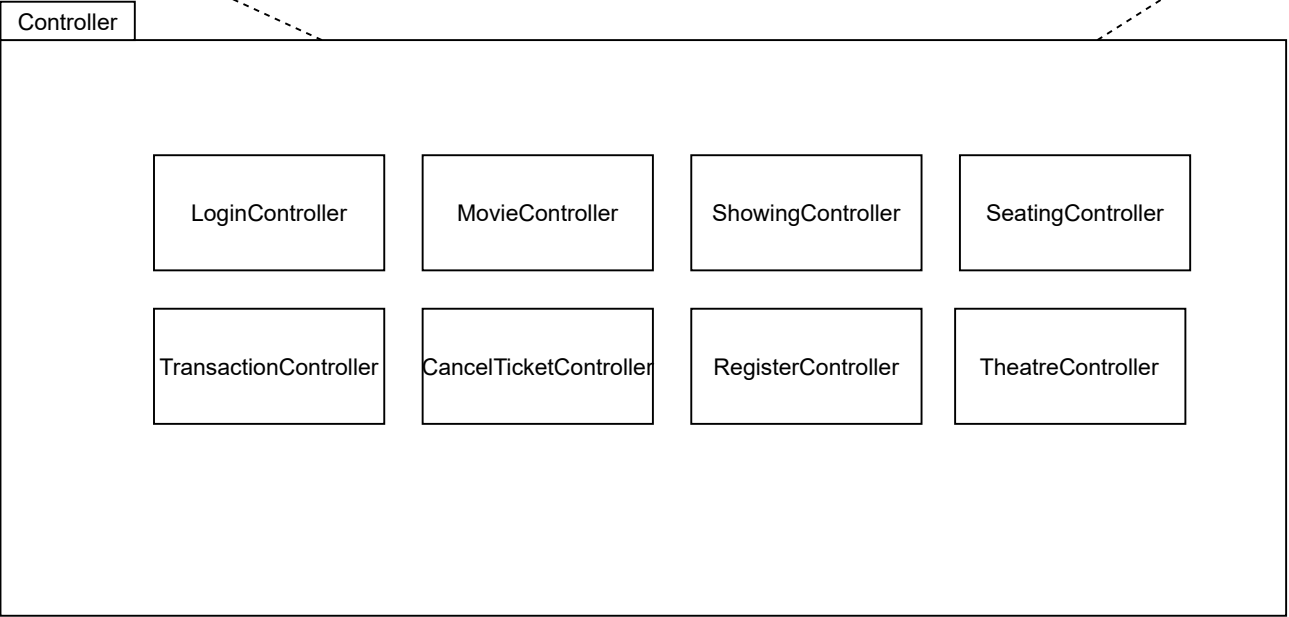 Controller
LoginController
MovieController
ShowingController
SeatingController
TransactionController
CancelTicketController
RegisterController
TheatreController